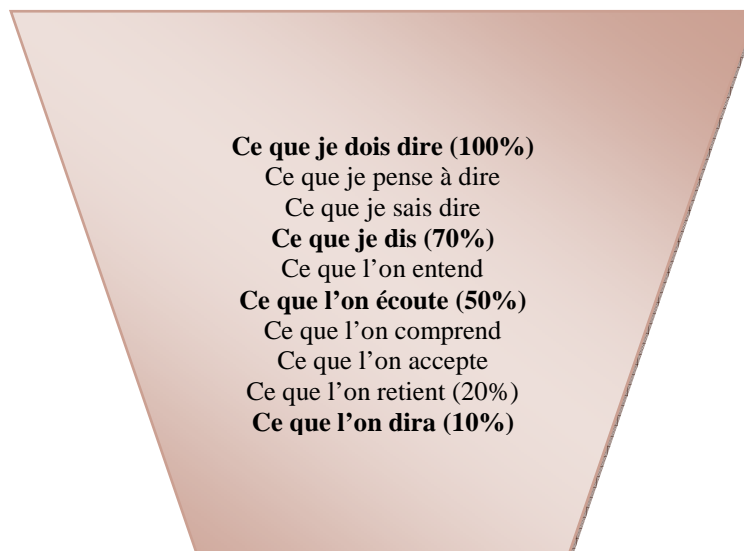 Ce que je dois dire (100%)
Ce que je pense à dire
Ce que je sais dire
Ce que je dis (70%)
Ce que l’on entend
Ce que l’on écoute (50%)
Ce que l’on comprend
Ce que l’on accepte
Ce que l’on retient (20%)
Ce que l’on dira (10%)